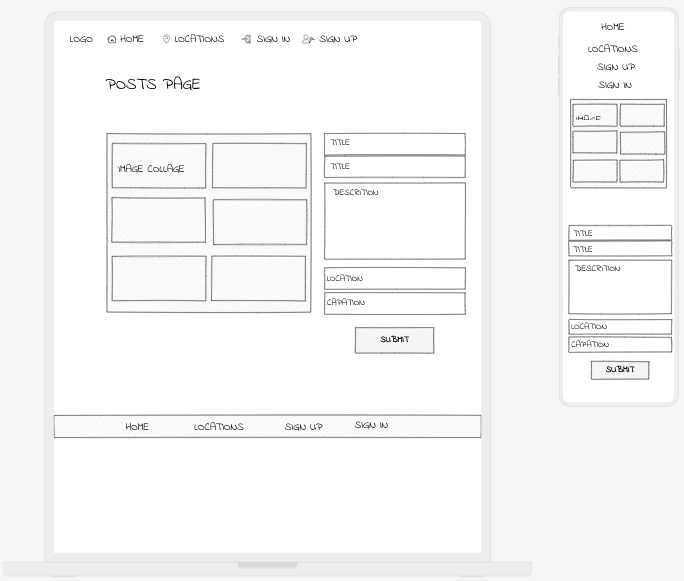 LOGO HOME LOCATIONS SIGN IN SIGN UP
POSTS PAGE
IMAGE COLLAGE
TITLE
TITLE
DESCRITION
LOCATION
CAPATION
SUBMIT
HOME LOCATIONS SIGN UP SIGN IN
HOME
LOCATIONS
SIGN UP
SIGN IN
IMAGE
TITLE
TITLE
DESCRITION
LOCATION
CAPATION
SUBMIT